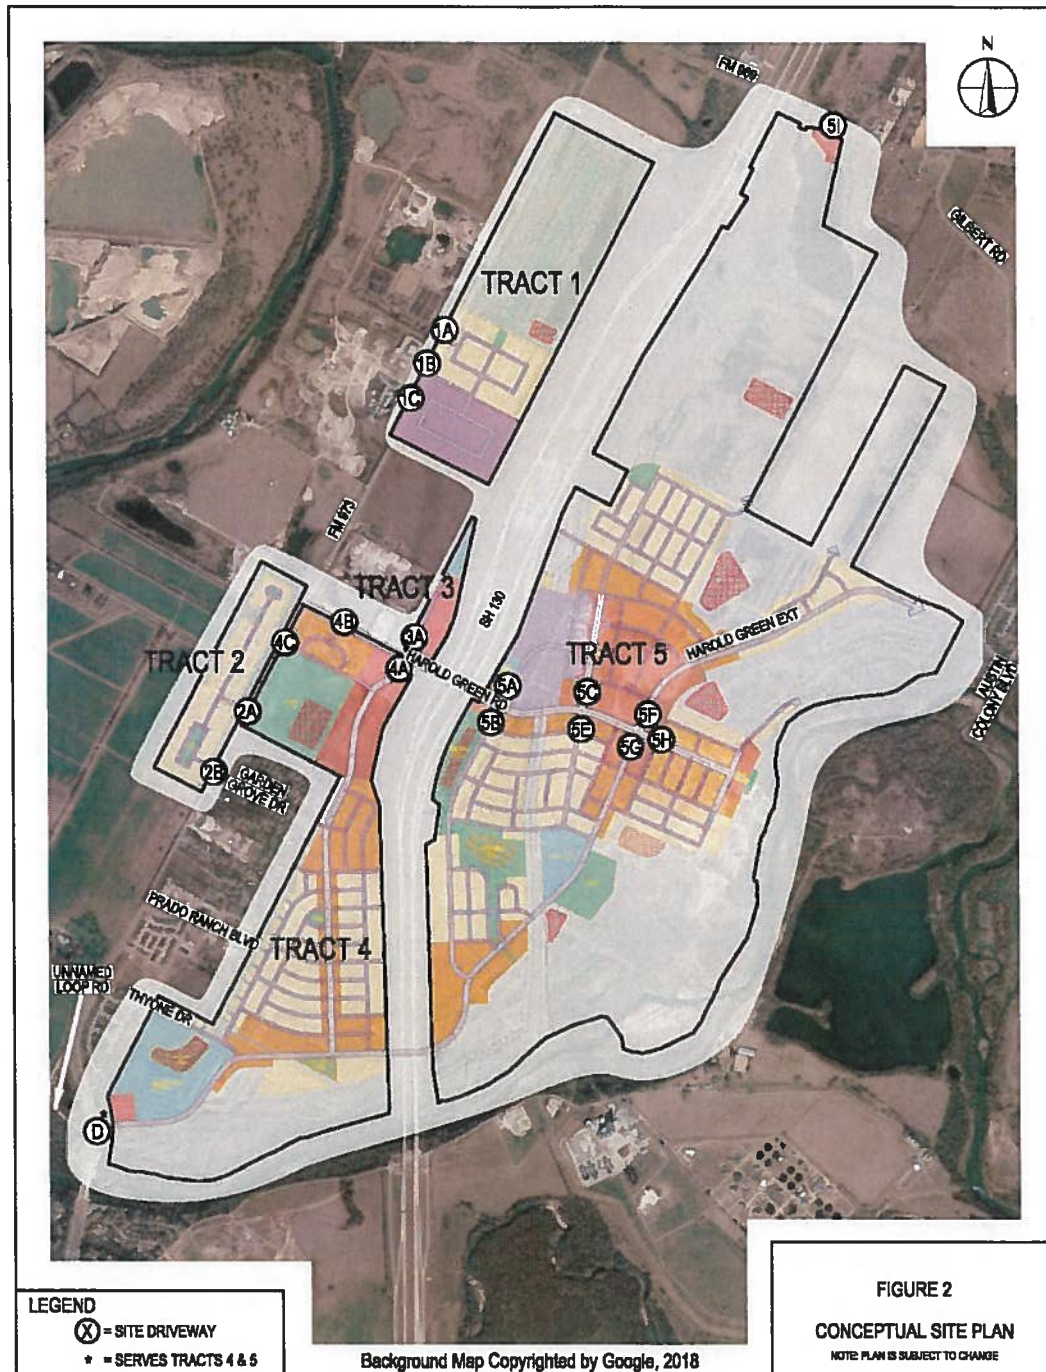 N
FM 969
5I
GILBERT RD
TRACT 1
1A
1B
1C
FM 973
TRACT 3
SH 130
4B
3A
4C
TRACT 2
4A
HAROLD GREEN RD
TRACT 5
HAROLD GREEN EXT
5A
5C
2A
5B
5F
5E
5G
5H
AUSTIN
COLONY BLVD
2B
GARDEN
GROVE DR
PRADO RANCH BLVD
TRACT 4
UNNAMED
LOOP RD
THYONE DR
*
D
LEGEND
X = SITE DRIVEWAY
* = SERVES TRACTS 4 & 5
Background Map Copyrighted by Google, 2018
FIGURE 2
CONCEPTUAL SITE PLAN
NOTE: PLAN IS SUBJECT TO CHANGE